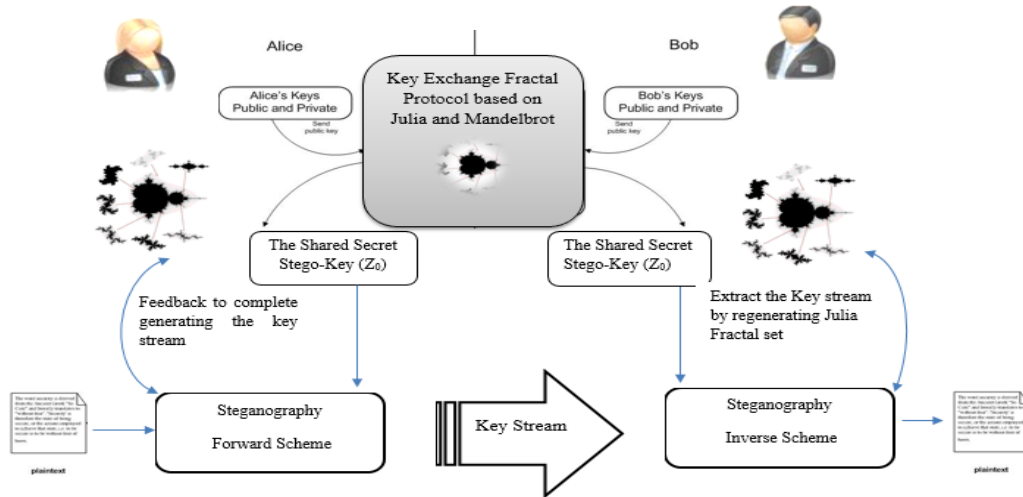 Alice
Bob
Key Exchange Fractal
Protocol based on
Julia and Mandelbrot
Alice's Keys
Public and Private
Send
public key
Bob's Keys
Public and Private
Send
public key
The Shared Secret
Stego-Key (Z₀)
The Shared Secret
Stego-Key (Z₀)
Feedback to complete
generating the key
stream
Extract the Key stream
by regenerating Julia
Fractal set
Steganography
Forward Scheme
Key Stream
Steganography
Inverse Scheme
plaintext
plaintext